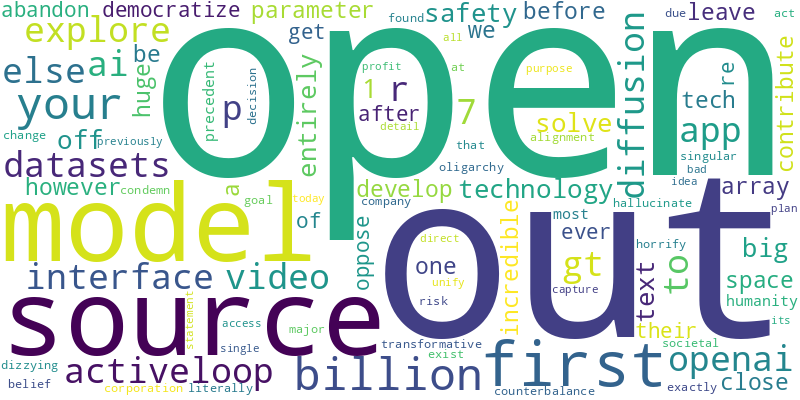 abandon democratize parameter safety before leave due act
explore found we
open
else ai be get all tech re contribute
your huge precedent decision entirely profit at purpose diffusion app
p 1 r after detail 7 solve alignment
change off previously that singular
datasets oligarchy bad
however condemn a goal today develop technology hallucinate idea array
model of oppose company most plan
out
direct one unify incredible ever gt horrify text to big
interface video risk capture space
source statement access major their humanity
single transformative societal its
dizzying activeloop exist first openai
belief corporation literally billion counterbalance exactly close